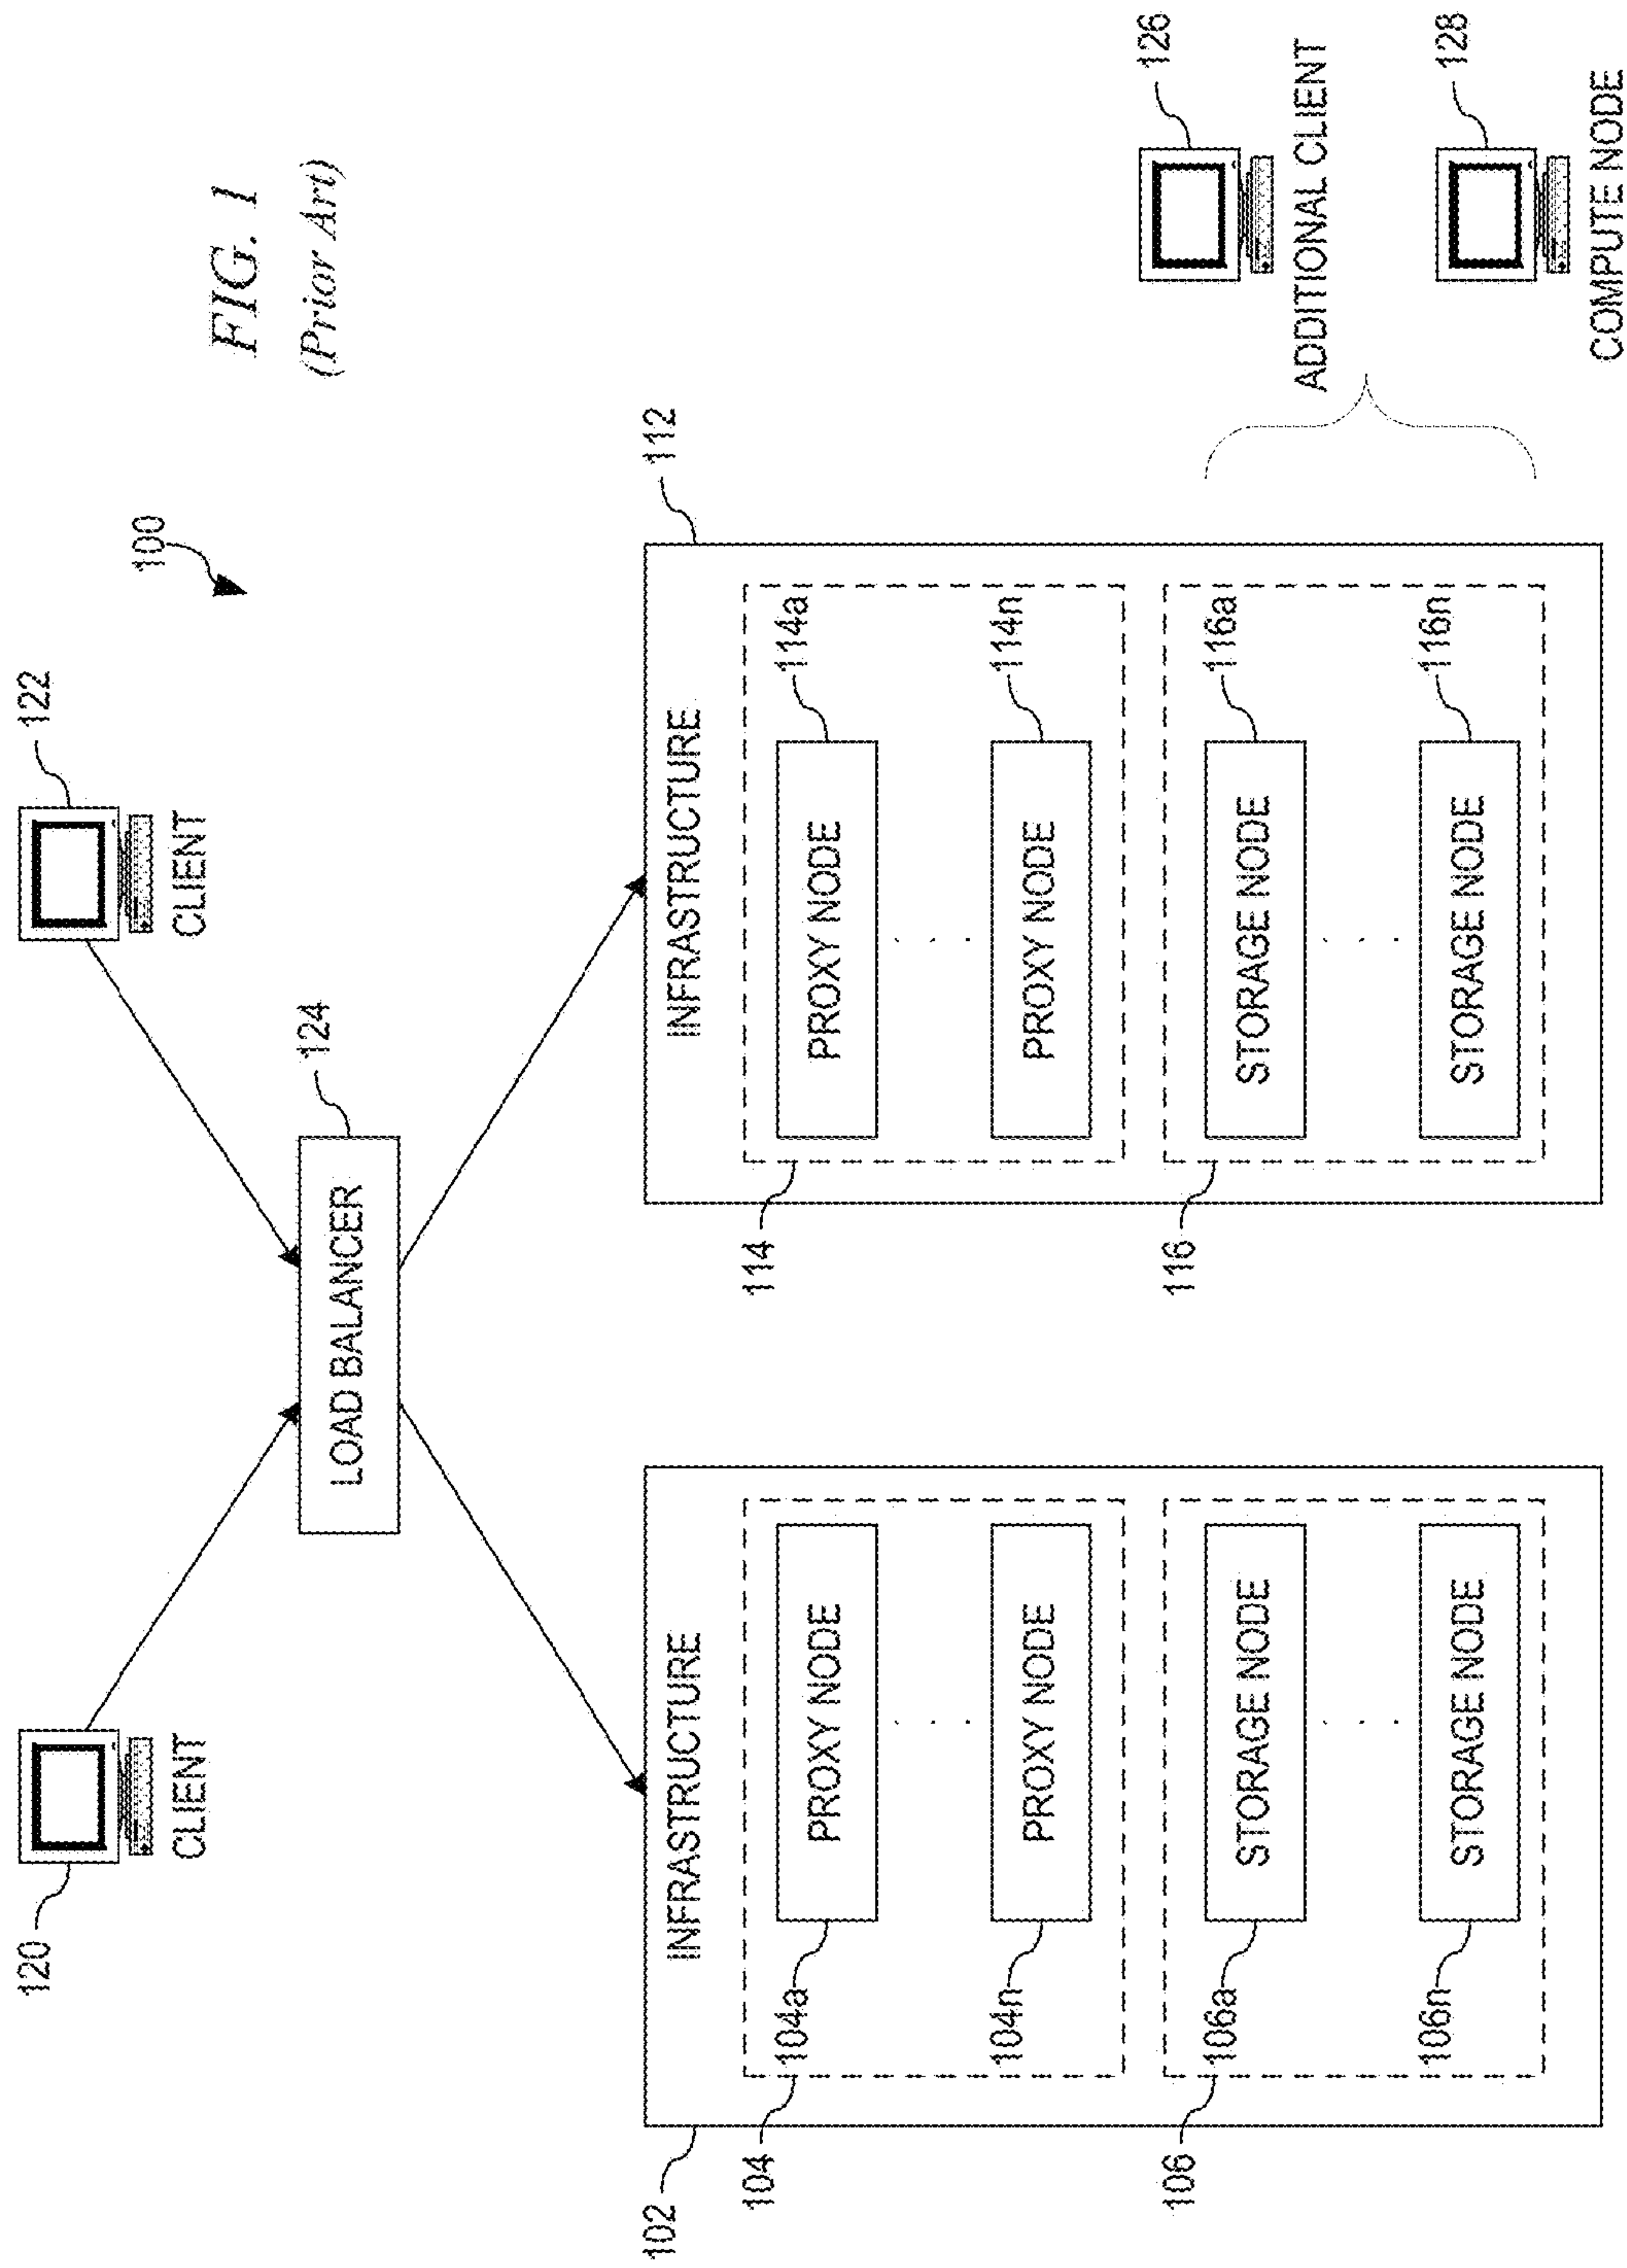 120
CLIENT
122
CLIENT
100
FIG. 1
(Prior Art)
124
LOAD BALANCER
102
INFRASTRUCTURE
104
104a
PROXY NODE
104n
PROXY NODE
106
106a
STORAGE NODE
106n
STORAGE NODE
112
INFRASTRUCTURE
114
PROXY NODE
114a
PROXY NODE
114n
116
STORAGE NODE
116a
STORAGE NODE
116n
126
ADDITIONAL CLIENT
128
COMPUTE NODE